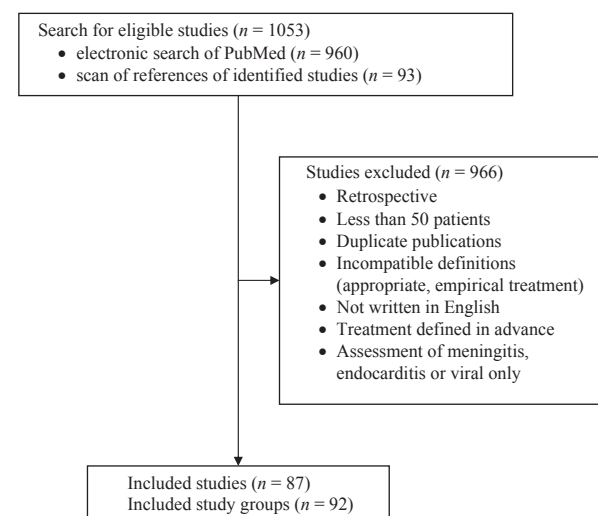 Search for eligible studies (n = 1053)
• electronic search of PubMed (n = 960)
• scan of references of identified studies (n = 93)
Studies excluded (n = 966)
• Retrospective
• Less than 50 patients
• Duplicate publications
• Incompatible definitions
(appropriate, empirical treatment)
• Not written in English
• Treatment defined in advance
• Assessment of meningitis,
endocarditis or viral only
Included studies (n = 87)
Included study groups (n = 92)